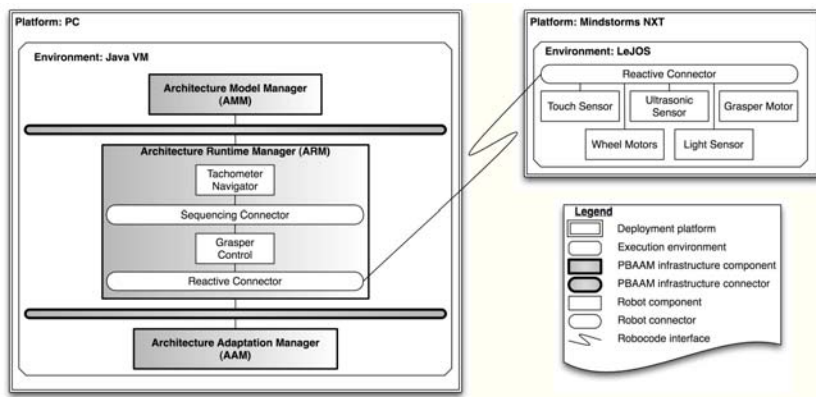 Platform: PC
Environment: Java VM
Architecture Model Manager
(AMM)
Architecture Runtime Manager (ARM)
Tachometer
Navigator
Sequencing Connector
Grasper
Control
Reactive Connector
Architecture Adaptation Manager
(AAM)
Platform: Mindstorms NXT
Environment: LeJOS
Reactive Connector
Touch Sensor
Ultrasonic
Sensor
Grasper Motor
Wheel Motors
Light Sensor
Legend
Deployment platform
Execution environment
PBAAM infrastructure component
PBAAM infrastructure connector
Robot component
Robot connector
Robocode interface